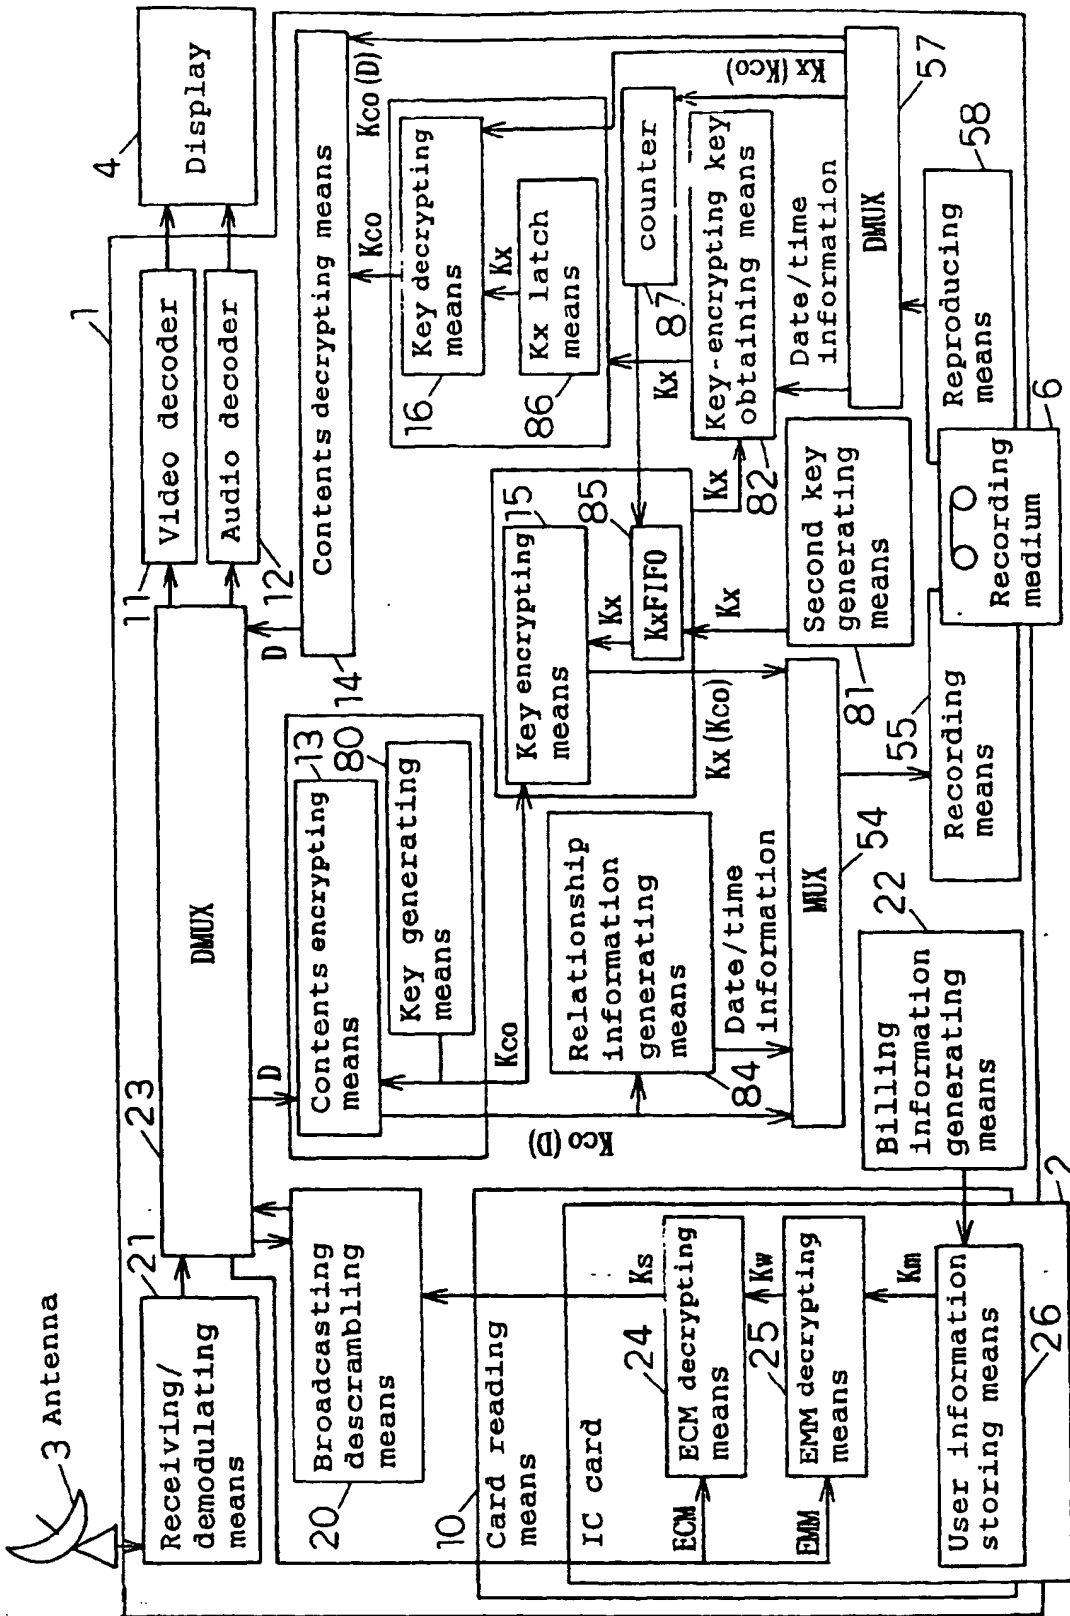 3 Antenna
Receiving/
demodulating
means
21
23
DMUX
11
Video decoder
Audio decoder
12
1
4
Display
D
D
14
Contents decrypting means
Kco(D)
Broadcasting
descrambling
means
20
13
Contents encrypting
means
80
Key generating
means
Kco
Kco(D)
15
Key encrypting
means
Kx
85
KxFIFO
Kx
Kx
Kco
Key decrypting
means
16
Kx
Kx latch
means
86
Kx
counter
87
Kx(Kco)
10
Card reading
means
IC card
Ks
24
ECM decrypting
means
ECM
Kw
25
EMM decrypting
means
EMM
Km
User information
storing means
26
2
Relationship
information
generating
means
84
Date/time
information
Kx(Kco)
MUX
54
Second key
generating
means
81
Key-encrypting key
obtaining means
82
Date/time
information
DMUX
57
Billing
information
generating
means
22
Recording
means
55
Recording
medium
6
Reproducing
means
58